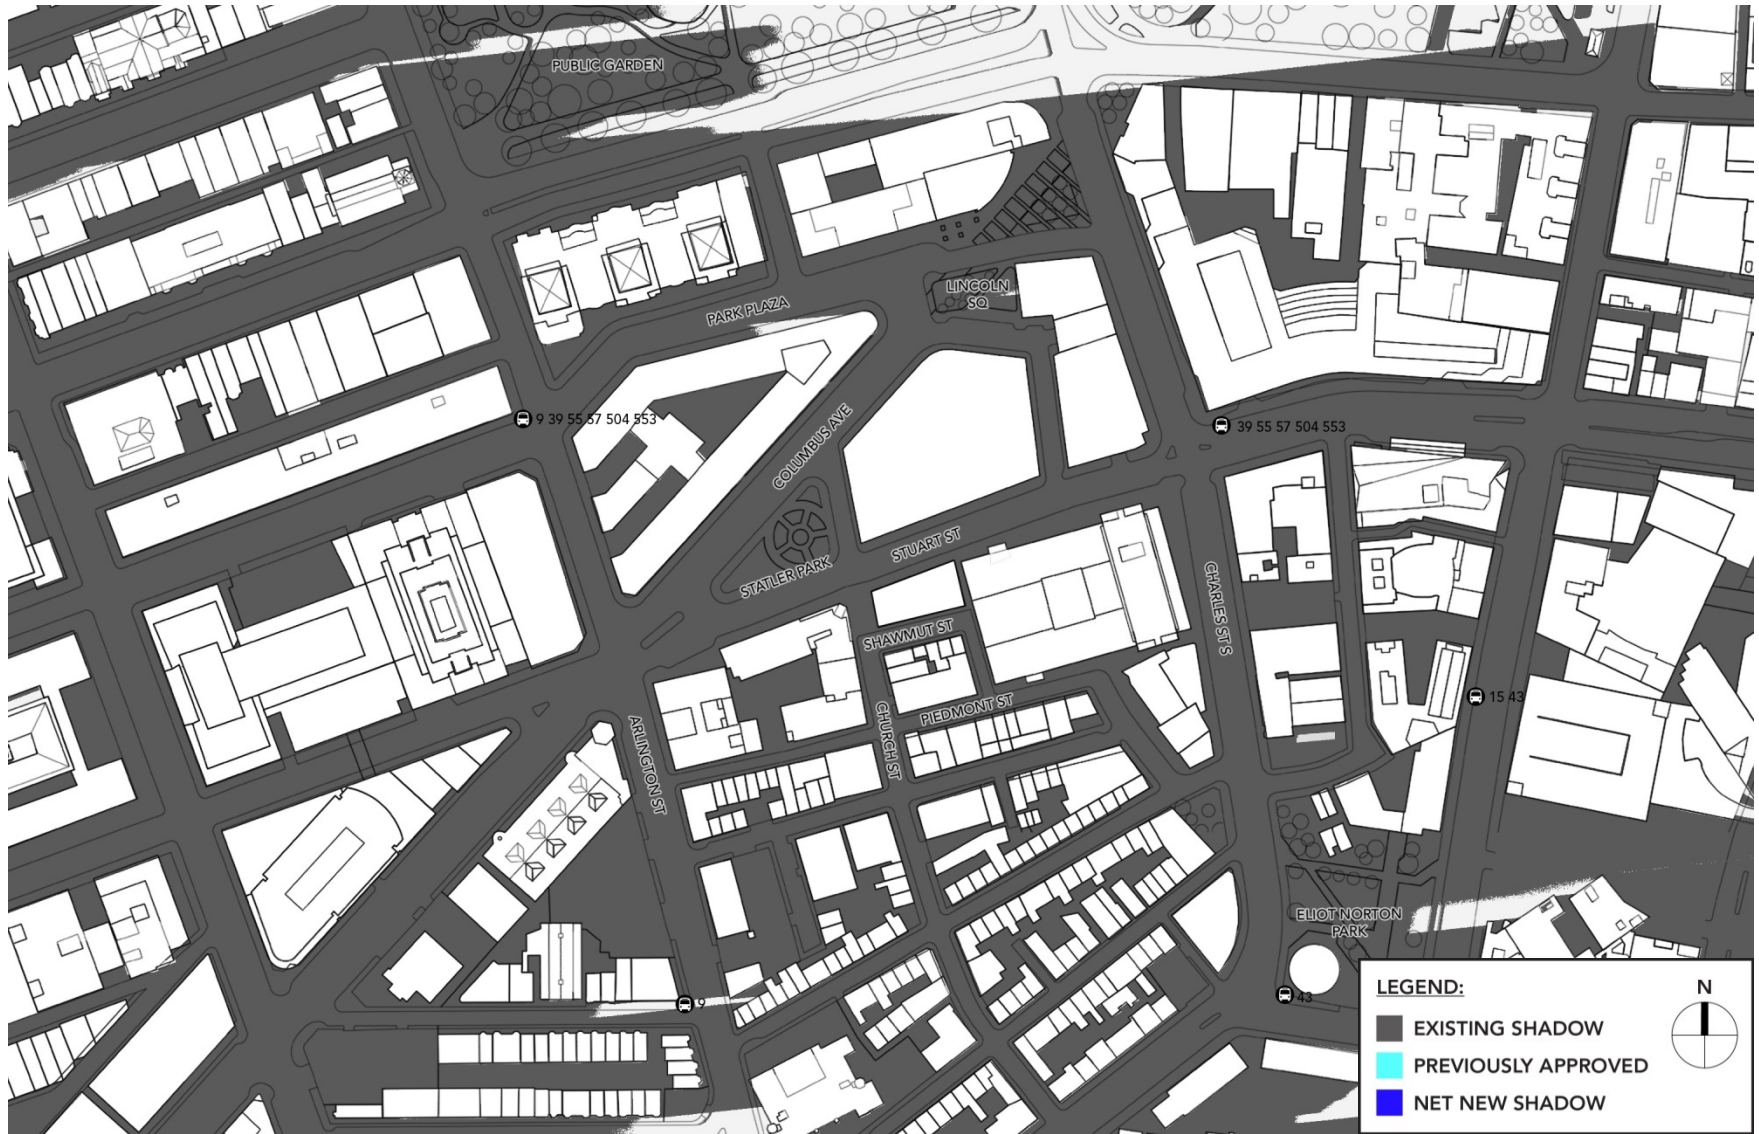 PUBLIC GARDEN
LINCOLN
SQ
PARK PLAZA
9 39 55 57 504 553
39 55 57 504 553
COLUMBUS AVE
STUART ST
STATLER PARK
CHARLES ST S
SHAWMUT ST
15 43
PIEDMONT ST
ARLINGTON ST
CHURCH ST
ELIOT NORTON
PARK
9
43
LEGEND:
N
EXISTING SHADOW
PREVIOUSLY APPROVED
NET NEW SHADOW